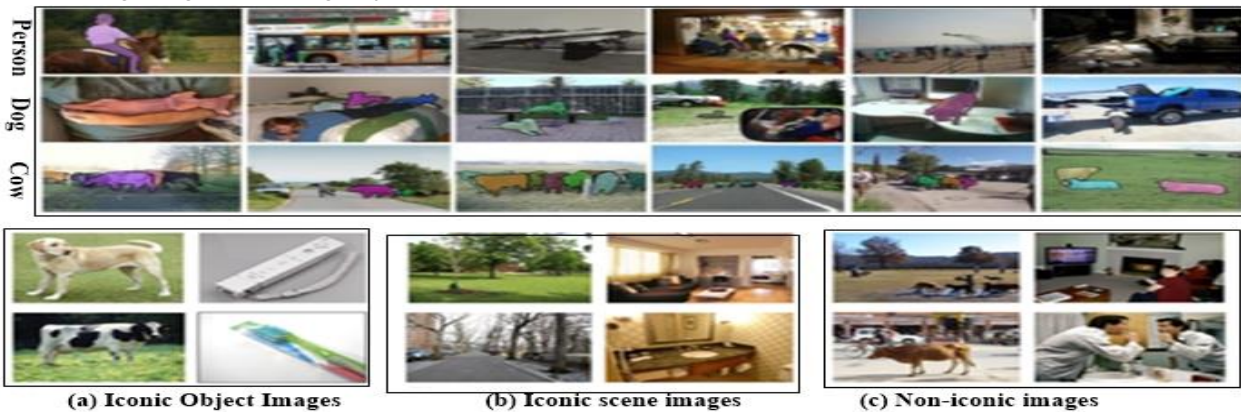 Person
Dog
Cow
(a) Iconic Object Images
(b) Iconic scene images
(c) Non-iconic images